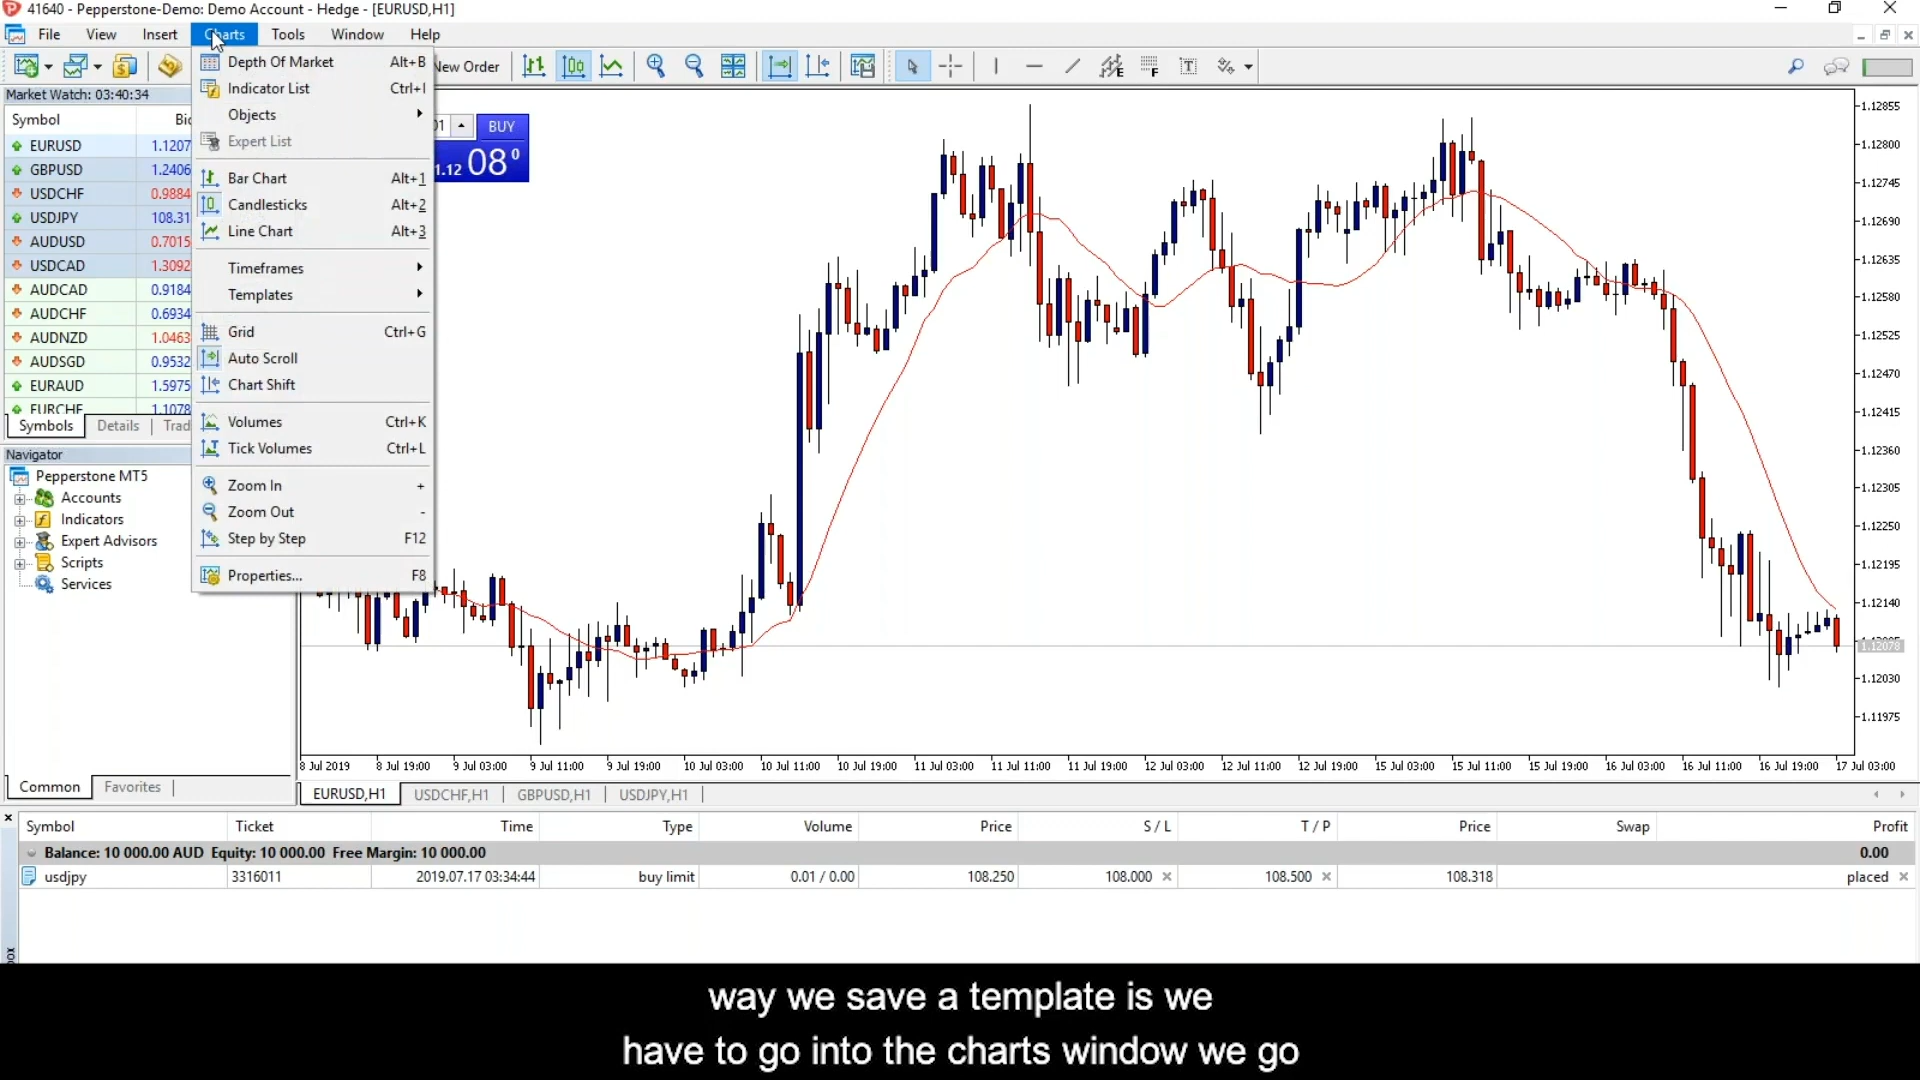 41640 - Pepperstone-Demo: Demo Account - Hedge - [EURUSD,H1]
File View Insert Charts Tools Window Help
New Order
Market Watch: 03:40:34
Symbol
EURUSD 1.1207
GBPUSD 1.2406
USDCHF 0.9884
USDJPY 108.31
AUDUSD 0.7015
USDCAD 1.3092
AUDCAD 0.9184
AUDCHF 0.6934
AUDNZD 1.0463
AUDSGD 0.9532
EURAUD 1.5975
EURCHF 1.1078
Symbols Details
Navigator
Pepperstone MT5
Accounts
Indicators
Expert Advisors
Scripts
Services
Common Favorites
Depth Of Market Alt+B
Indicator List Ctrl+I
Objects
Expert List
Bar Chart Alt+1
Candlesticks Alt+2
Line Chart Alt+3
Timeframes
Templates
Grid Ctrl+G
Auto Scroll
Chart Shift
Volumes Ctrl+K
Tick Volumes Ctrl+L
Zoom In +
Zoom Out -
Step by Step F12
Properties... F8
BUY
1.12 08 0
1.12855
1.12800
1.12745
1.12690
1.12635
1.12580
1.12525
1.12470
1.12415
1.12360
1.12305
1.12250
1.12195
1.12140
1.12078
1.12030
1.11975
8 Jul 2019 8 Jul 19:00 9 Jul 03:00 9 Jul 11:00 9 Jul 19:00 10 Jul 03:00 10 Jul 11:00 10 Jul 19:00 11 Jul 03:00 11 Jul 11:00 11 Jul 19:00 12 Jul 03:00 12 Jul 11:00 12 Jul 19:00 15 Jul 03:00 15 Jul 11:00 15 Jul 19:00 16 Jul 03:00 16 Jul 11:00 16 Jul 19:00 17 Jul 03:00
EURUSD,H1 USDCHF,H1 GBPUSD,H1 USDJPY,H1
Symbol Ticket Time Type Volume Price S / L T / P Price Swap Profit
Balance: 10 000.00 AUD Equity: 10 000.00 Free Margin: 10 000.00 0.00
usdjpy 3316011 2019.07.17 03:34:44 buy limit 0.01 / 0.00 108.250 108.000 108.500 108.318 placed
way we save a template is we
have to go into the charts window we go